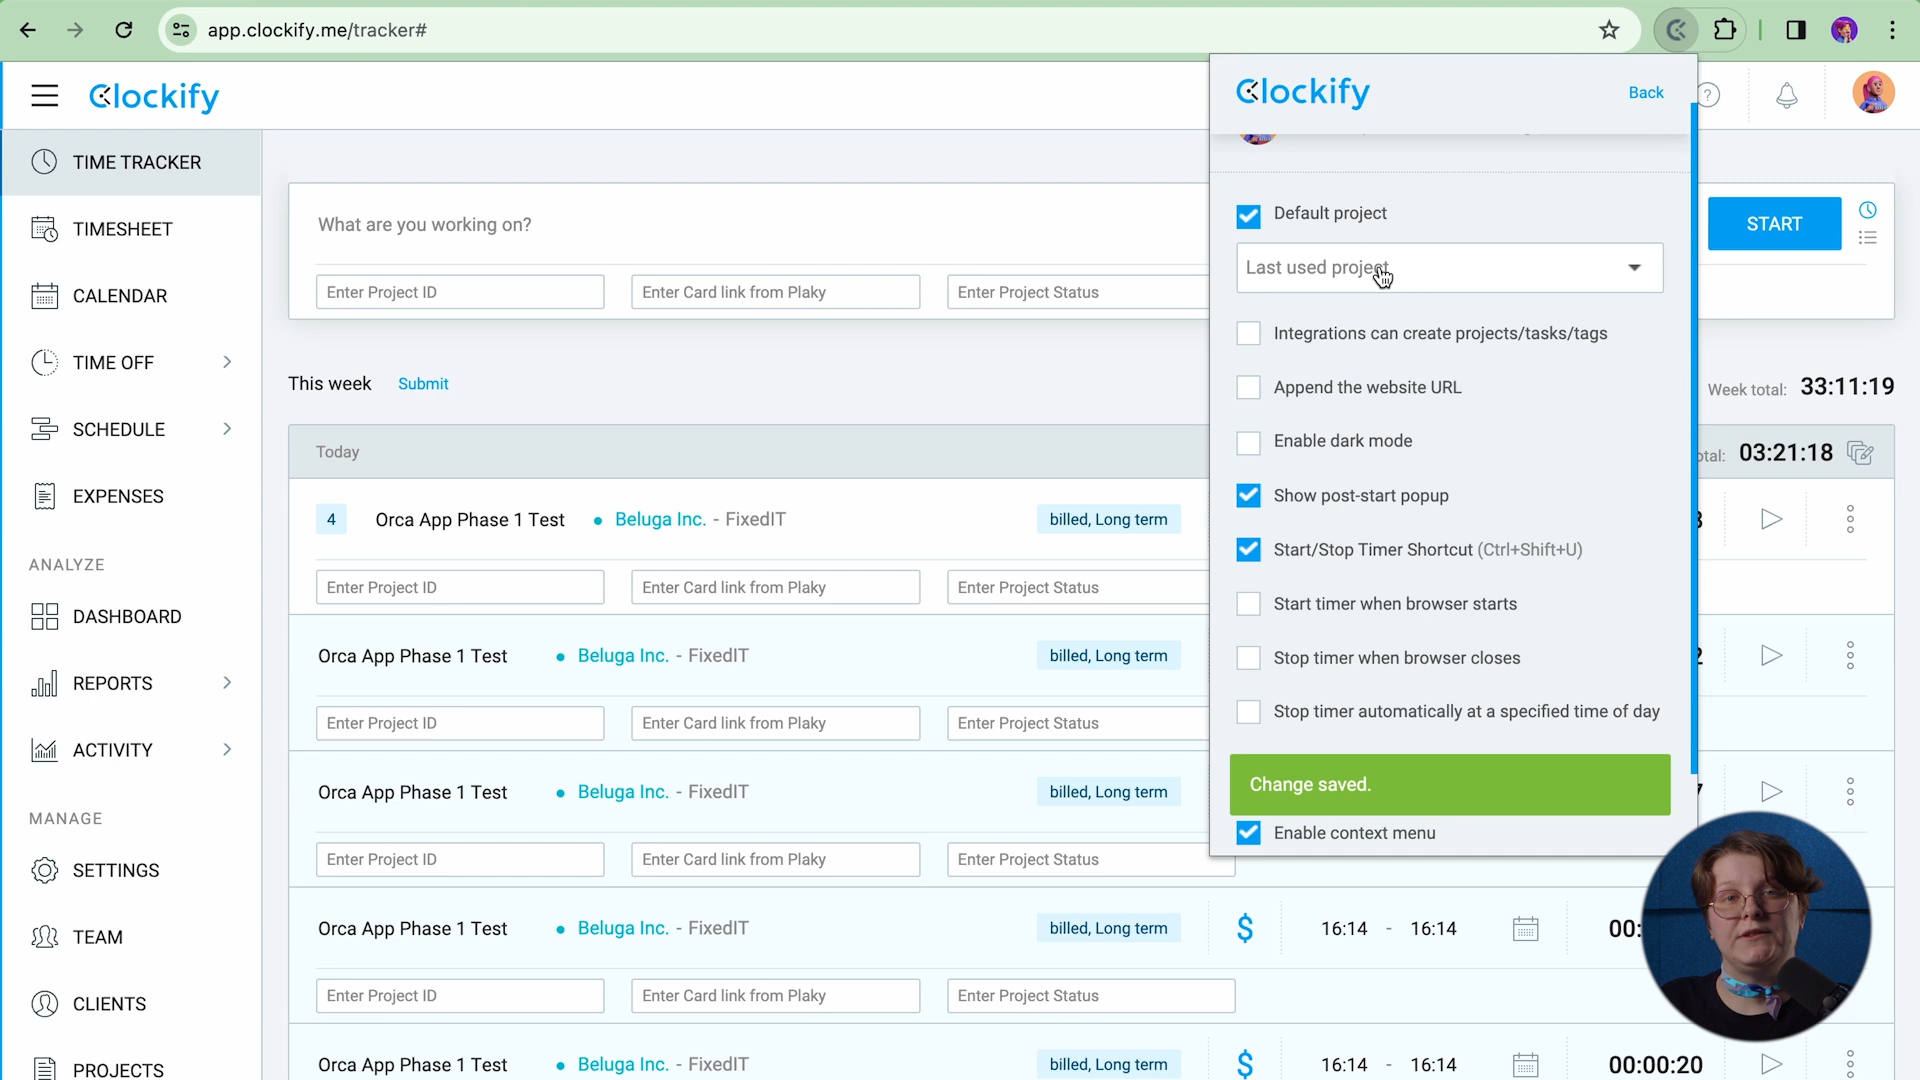 app.clockify.me/tracker#
Clockify
Clockify
Back
?
TIME TRACKER
TIMESHEET
CALENDAR
TIME OFF
SCHEDULE
EXPENSES
ANALYZE
DASHBOARD
REPORTS
ACTIVITY
MANAGE
SETTINGS
TEAM
CLIENTS
PROJECTS
What are you working on?
START
Enter Project ID
Enter Card link from Plaky
Enter Project Status
This week
Submit
Week total: 33:11:19
Today
03:21:18
4
Orca App Phase 1 Test
Beluga Inc. - FixedIT
billed, Long term
Enter Project ID
Enter Card link from Plaky
Enter Project Status
Orca App Phase 1 Test
Beluga Inc. - FixedIT
billed, Long term
Enter Project ID
Enter Card link from Plaky
Enter Project Status
Orca App Phase 1 Test
Beluga Inc. - FixedIT
billed, Long term
Enter Project ID
Enter Card link from Plaky
Enter Project Status
Orca App Phase 1 Test
Beluga Inc. - FixedIT
billed, Long term
$
16:14 - 16:14
00:
Enter Project ID
Enter Card link from Plaky
Enter Project Status
Orca App Phase 1 Test
Beluga Inc. - FixedIT
billed, Long term
$
16:14 - 16:14
00:00:20
Default project
Last used project
Integrations can create projects/tasks/tags
Append the website URL
Enable dark mode
Show post-start popup
Start/Stop Timer Shortcut (Ctrl+Shift+U)
Start timer when browser starts
Stop timer when browser closes
Stop timer automatically at a specified time of day
Change saved.
Enable context menu